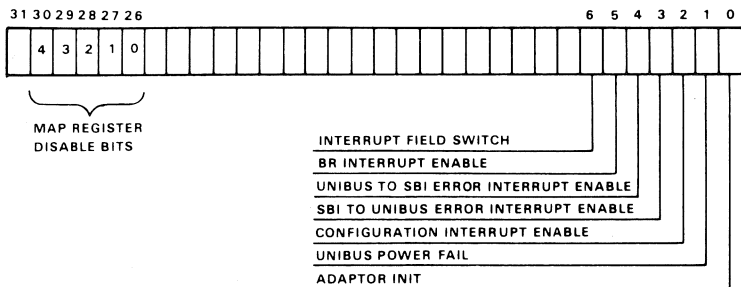 31 30 29 28 27 26 6 5 4 3 2 1 0
4 3 2 1 0
MAP REGISTER
DISABLE BITS
INTERRUPT FIELD SWITCH
BR INTERRUPT ENABLE
UNIBUS TO SBI ERROR INTERRUPT ENABLE
SBI TO UNIBUS ERROR INTERRUPT ENABLE
CONFIGURATION INTERRUPT ENABLE
UNIBUS POWER FAIL
ADAPTOR INIT